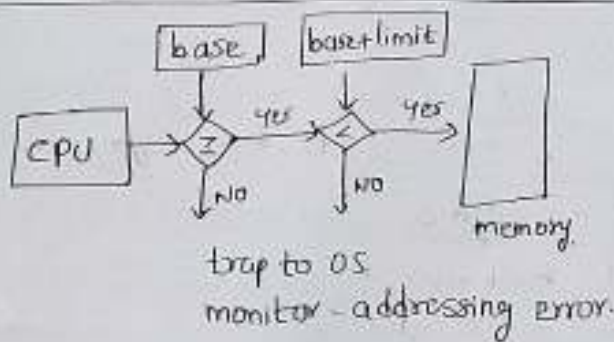 base
base+limit
CPU
≥
yes
<
yes
NO
NO
memory.
trap to OS
monitor - addressing error.